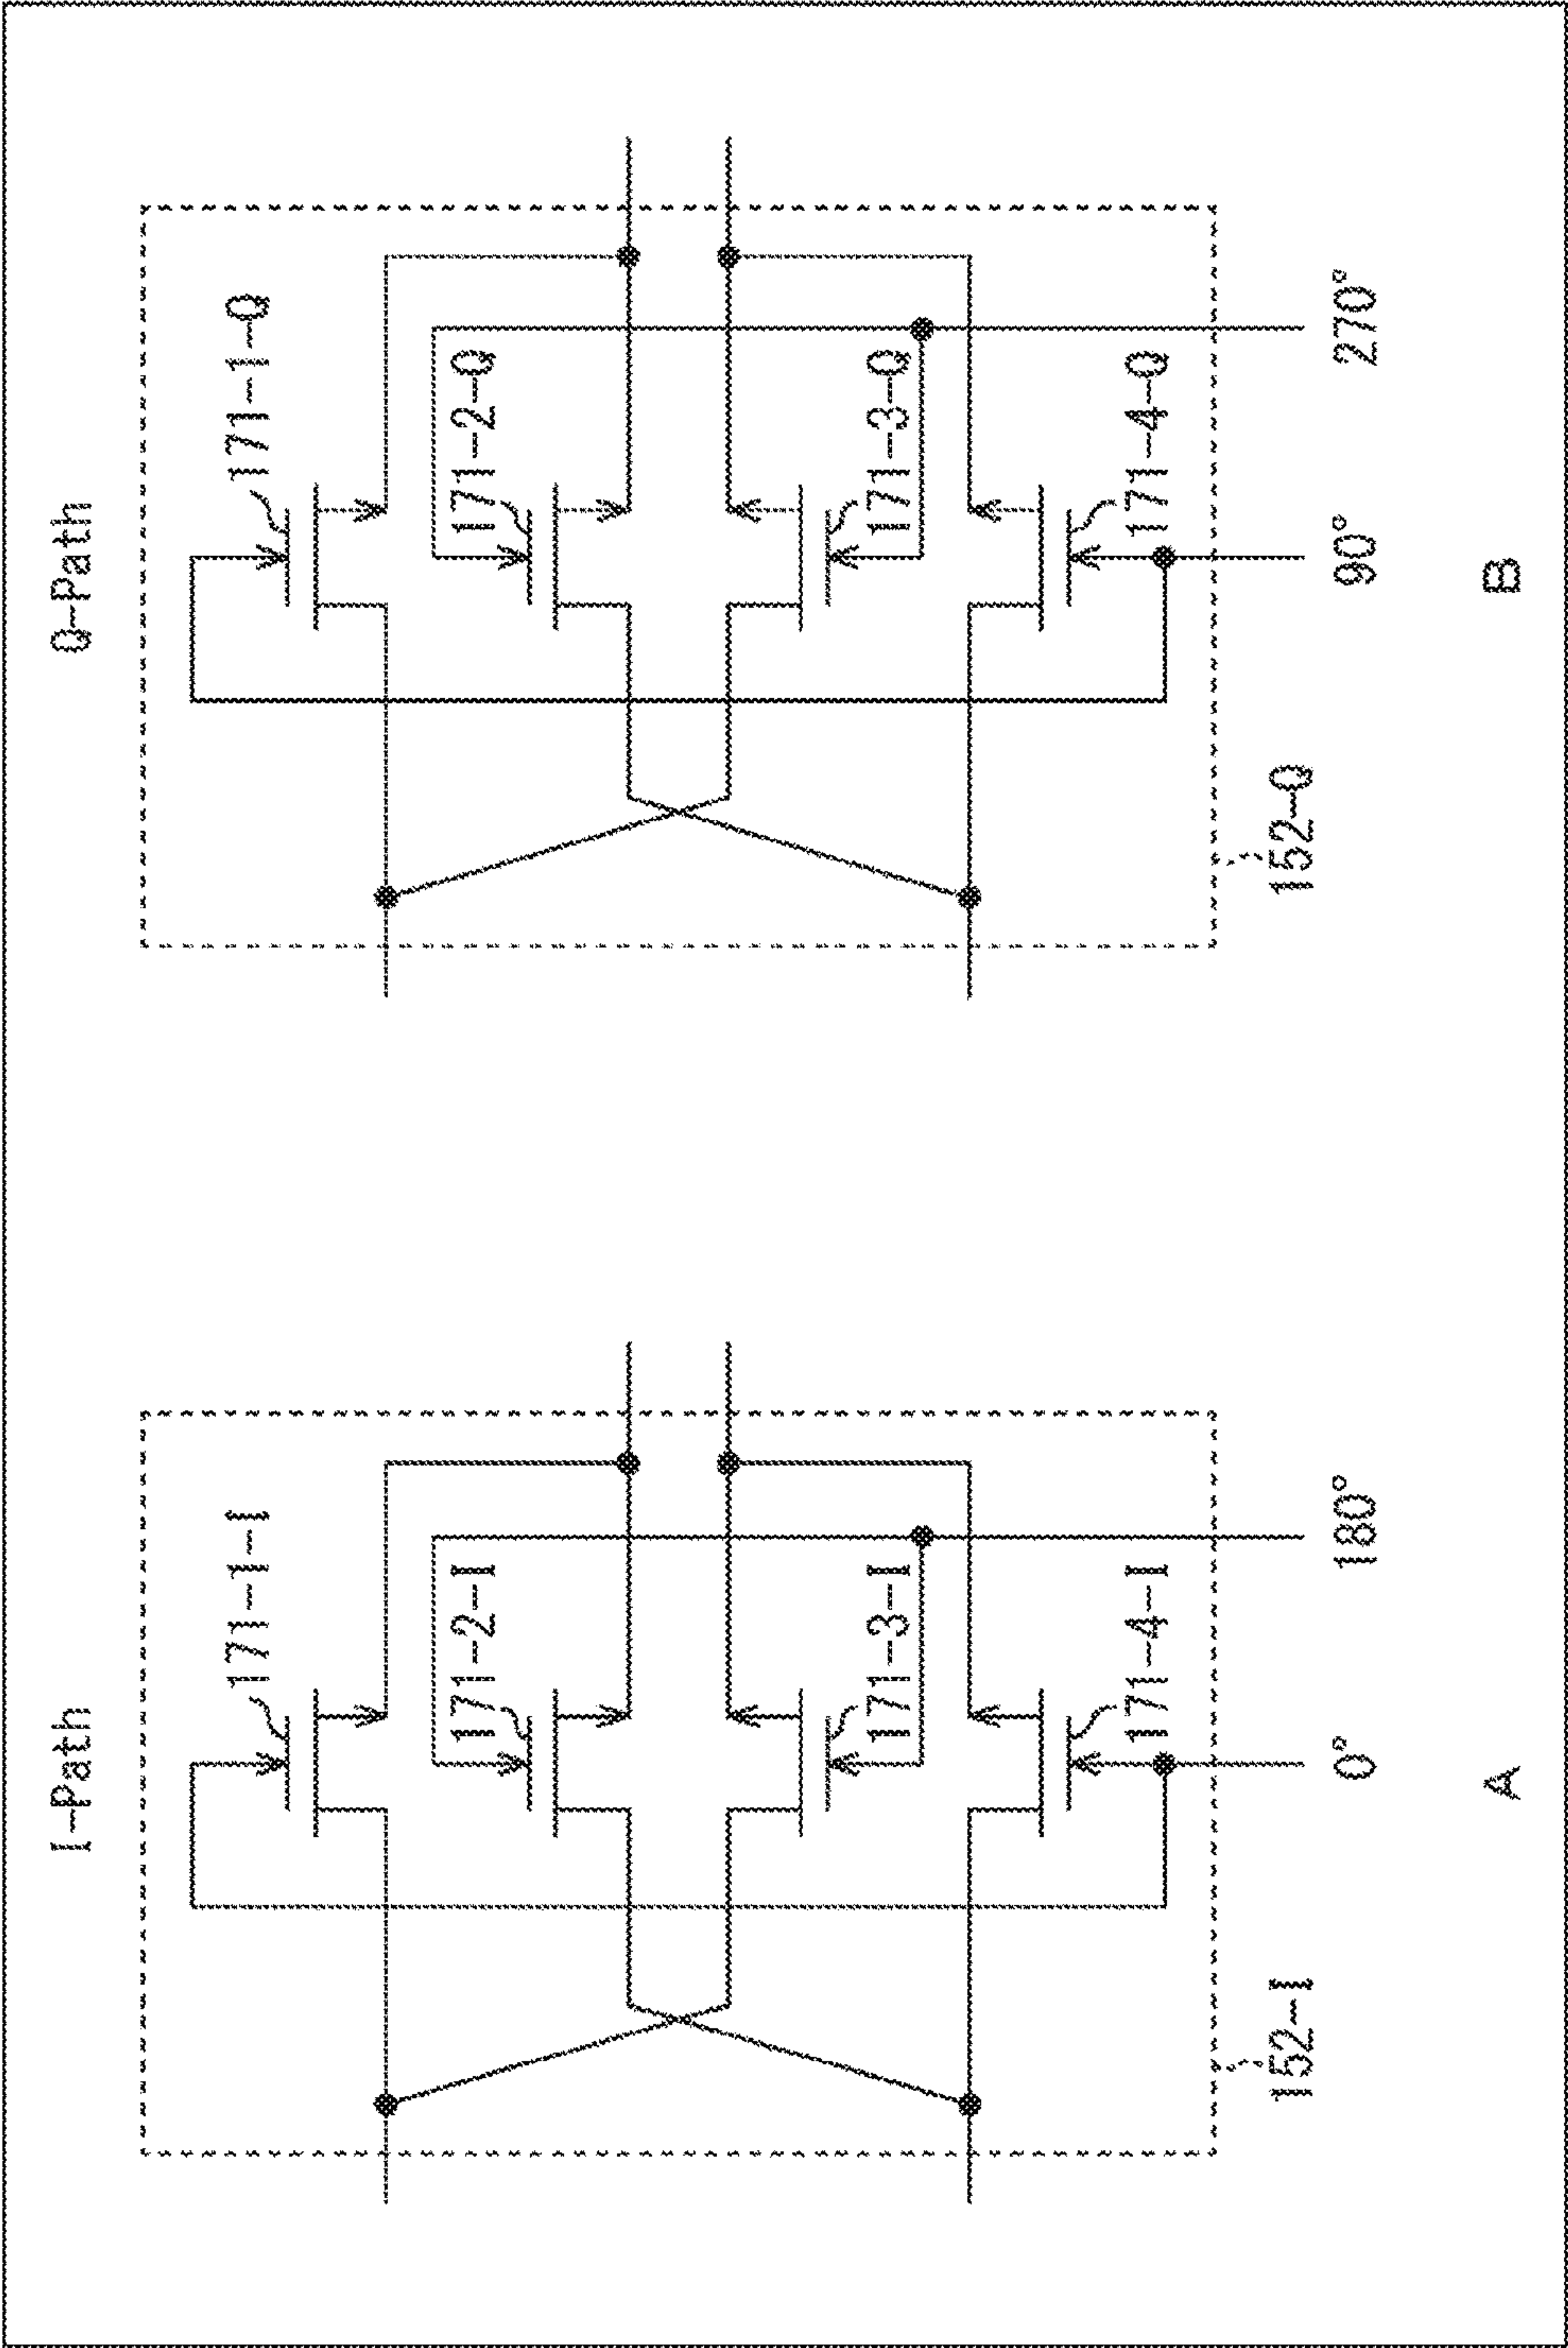 I-Path
171-1-I
171-2-I
171-3-I
171-4-I
152-I
0°
180°
A
Q-Path
171-1-Q
171-2-Q
171-3-Q
171-4-Q
152-Q
90°
270°
B